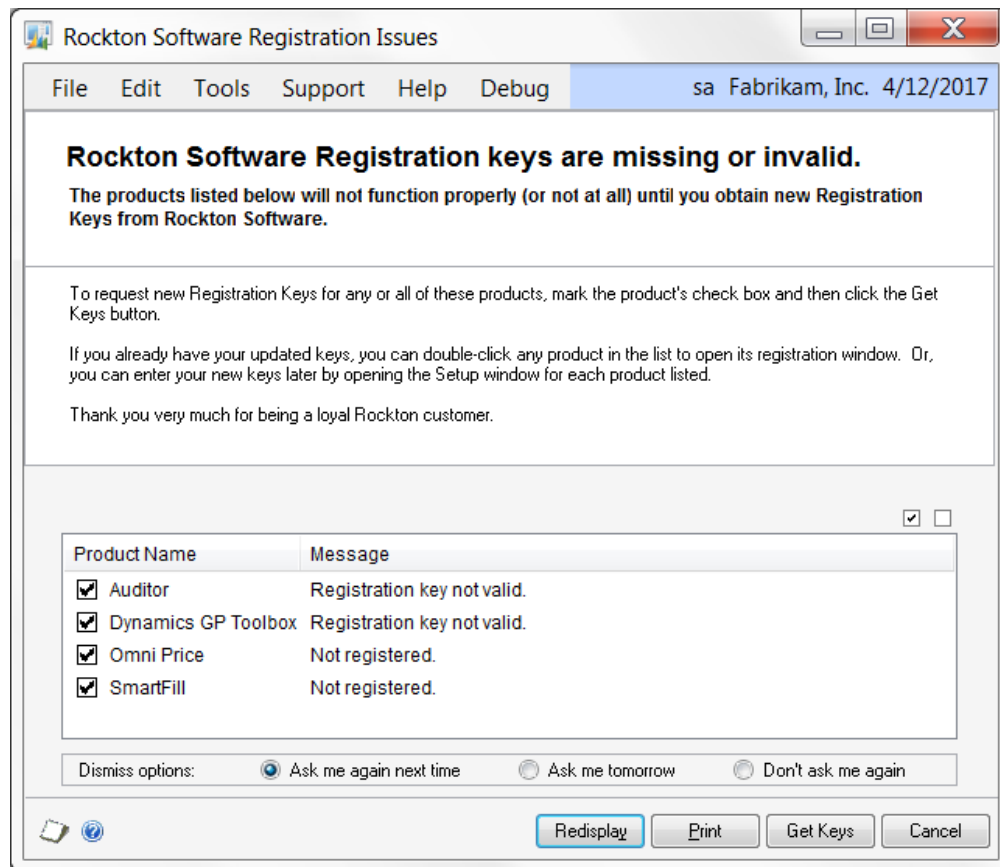 Rockton Software Registration Issues
File Edit Tools Support Help Debug sa Fabrikam, Inc. 4/12/2017
Rockton Software Registration keys are missing or invalid.
The products listed below will not function properly (or not at all) until you obtain new Registration
Keys from Rockton Software.
To request new Registration Keys for any or all of these products, mark the product's check box and then click the Get
Keys button.
If you already have your updated keys, you can double-click any product in the list to open its registration window. Or,
you can enter your new keys later by opening the Setup window for each product listed.
Thank you very much for being a loyal Rockton customer.
Product Name Message
Auditor Registration key not valid.
Dynamics GP Toolbox Registration key not valid.
Omni Price Not registered.
SmartFill Not registered.
Dismiss options: Ask me again next time Ask me tomorrow Don't ask me again
Redisplay Print Get Keys Cancel